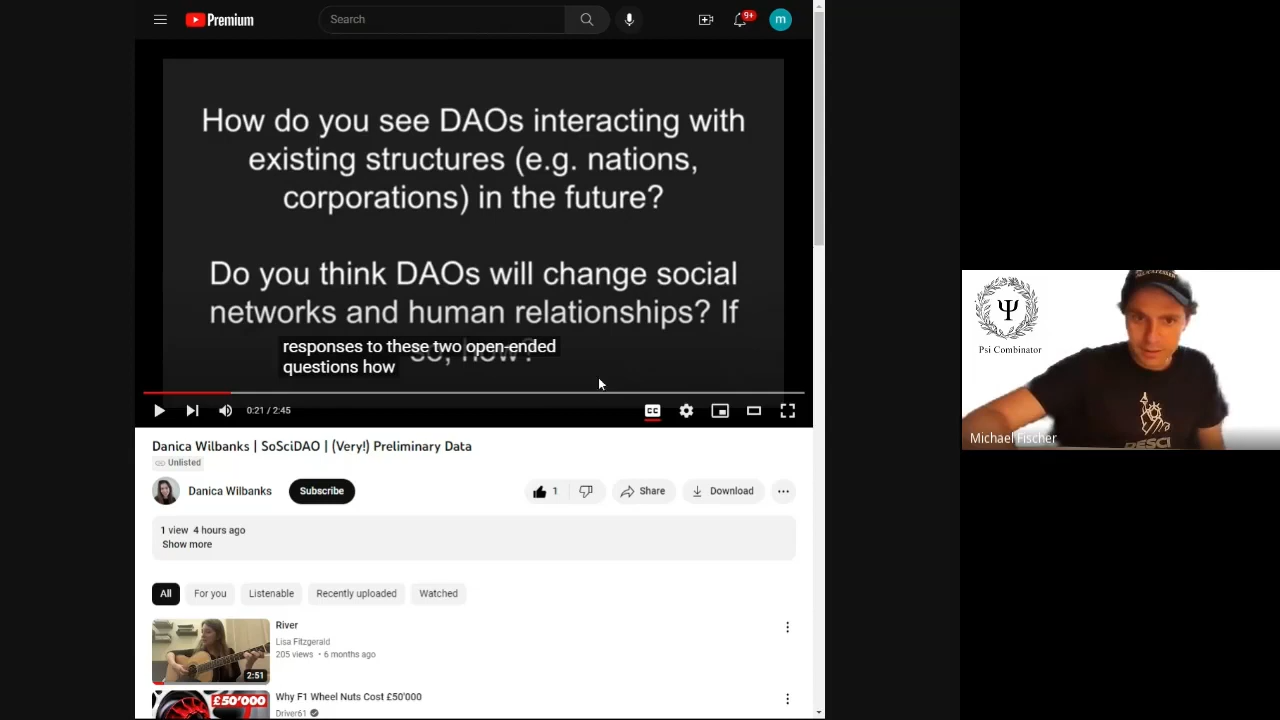 Premium
Search
9+
m
How do you see DAOs interacting with
existing structures (e.g. nations,
corporations) in the future?
Do you think DAOs will change social
networks and human relationships? If
so, how?
responses to these two open-ended
questions how
0:21 / 2:45
CC
Danica Wilbanks | SoSciDAO | (Very!) Preliminary Data
Unlisted
Danica Wilbanks
Subscribe
1
Share
Download
1 view 4 hours ago
Show more
All
For you
Listenable
Recently uploaded
Watched
River
Lisa Fitzgerald
205 views • 6 months ago
2:51
Why F1 Wheel Nuts Cost £50'000
Driver61
£50'000
Ψ
Psi Combinator
DESCI
Michael Fischer